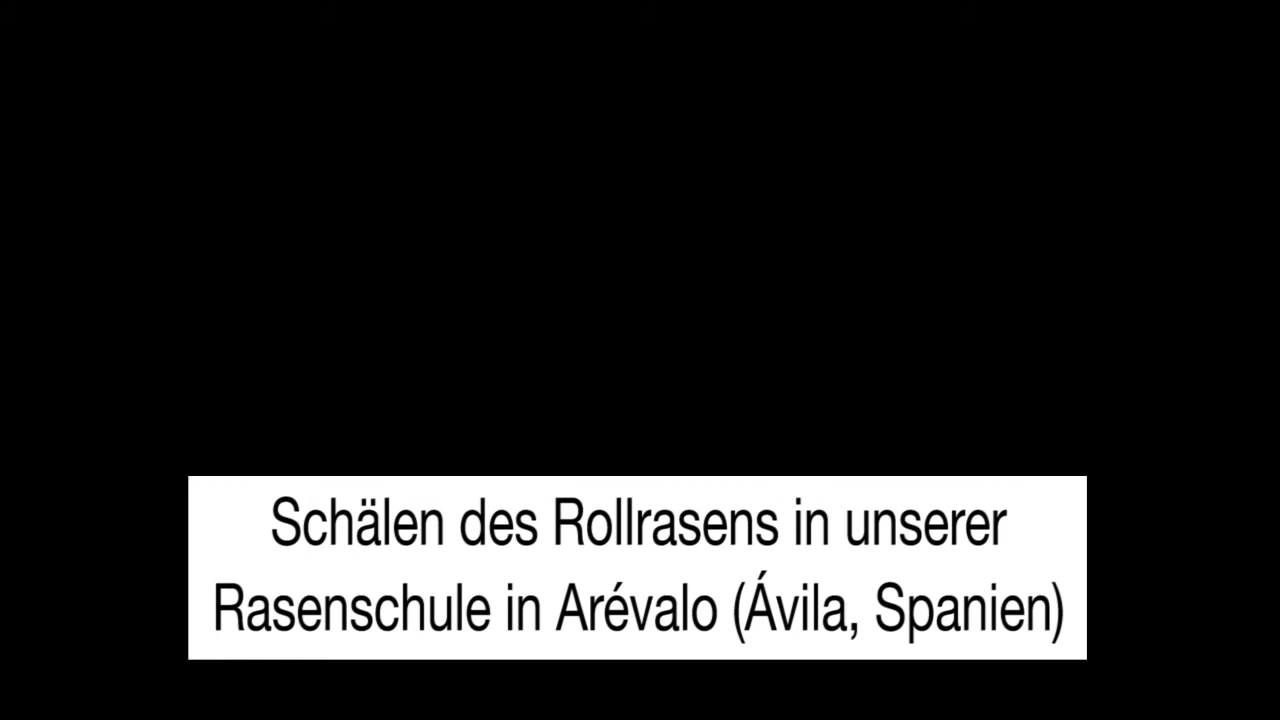 Schälen des Rollrasens in unserer
Rasenschule in Arévalo (Ávila, Spanien)